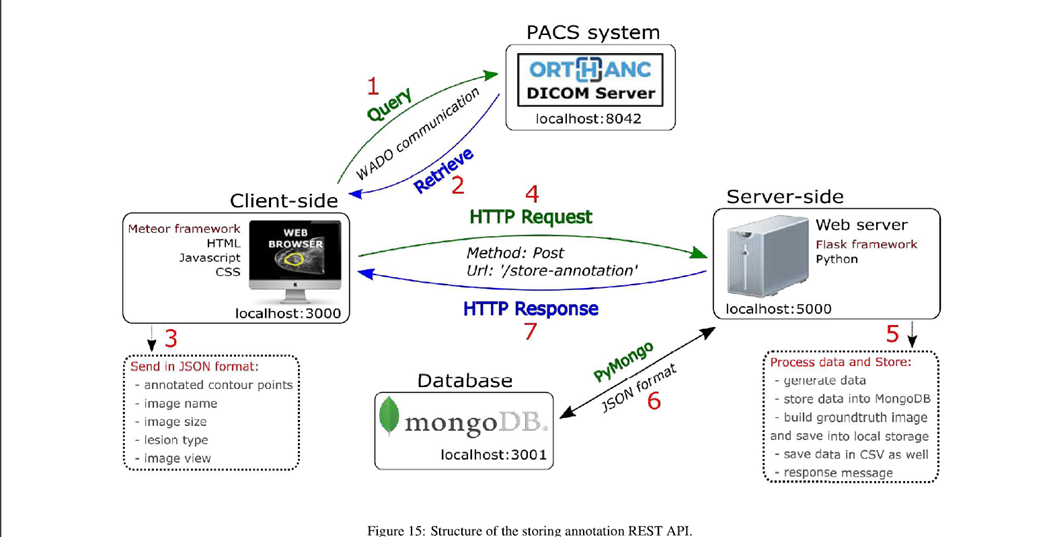 PACS system
ORTHANC
DICOM Server
localhost:8042
1
Query
WADO communication
Retrieve
2
Client-side
Meteor framework
HTML
Javascript
CSS
WEB
BROWSER
localhost:3000
4
HTTP Request
Method: Post
Url: '/store-annotation'
HTTP Response
7
Server-side
Web server
Flask framework
Python
localhost:5000
3
Send in JSON format:
- annotated contour points
- image name
- image size
- lesion type
- image view
Database
mongoDB®
localhost:3001
PyMongo
JSON format
6
5
Process data and Store:
- generate data
- store data into MongoDB
- build groundtruth image
and save into local storage
- save data in CSV as well
- response message
Figure 15: Structure of the storing annotation REST API.